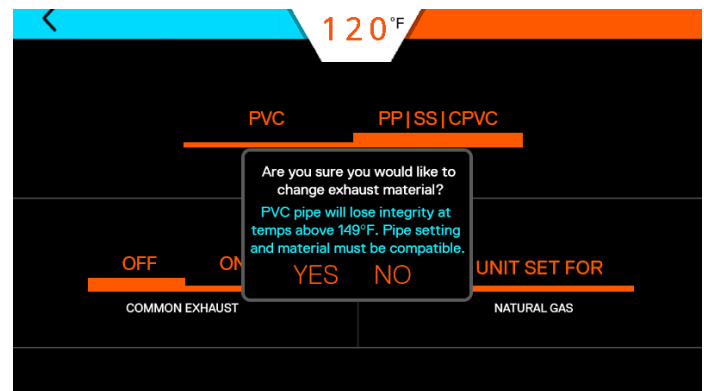 120°F
PVC PP|SS|CPVC
Are you sure you would like to
change exhaust material?
PVC pipe will lose integrity at
temps above 149°F. Pipe setting
and material must be compatible.
YES NO
OFF ON UNIT SET FOR
COMMON EXHAUST NATURAL GAS